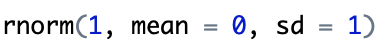 rnorm(1, mean = 0, sd = 1)